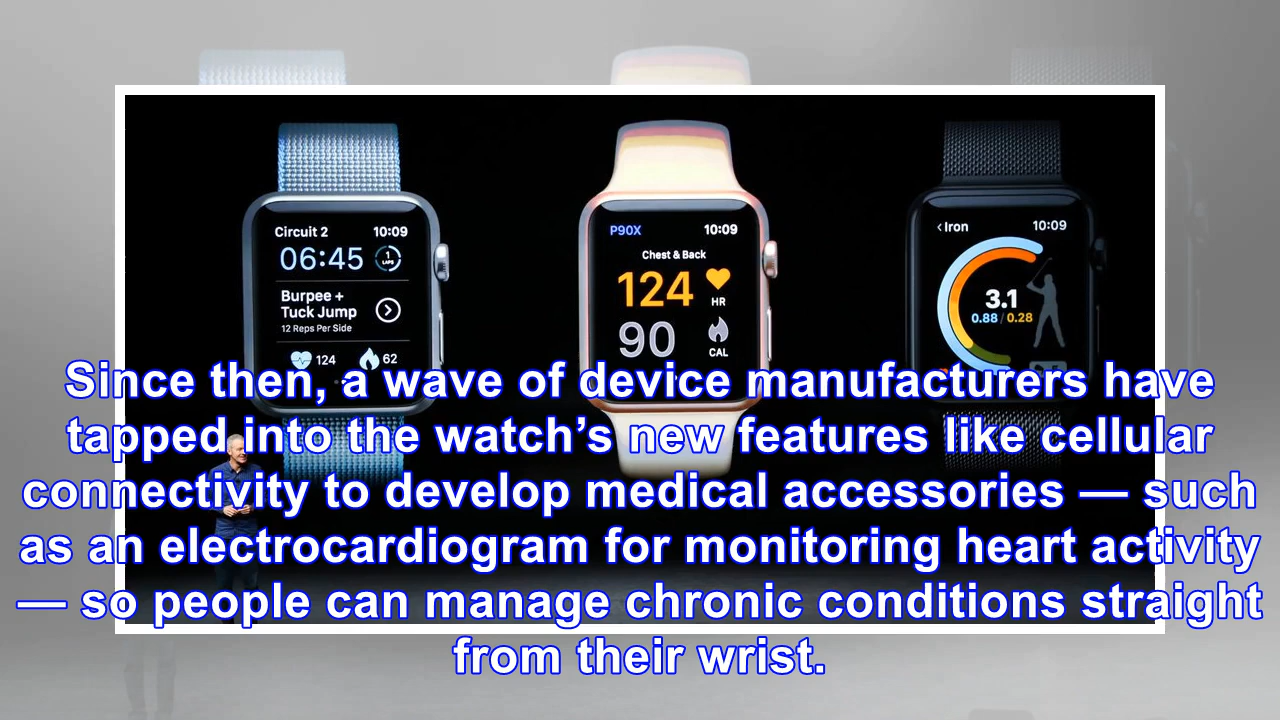 Circuit 2 10:09
06:45 1 LAPS
Burpee +
Tuck Jump
12 Reps Per Side
124 62
P90X 10:09
Chest & Back
124 HR
90 CAL
‹ Iron 10:09
3.1
0.88 / 0.28
Since then, a wave of device manufacturers have
tapped into the watch’s new features like cellular
connectivity to develop medical accessories — such
as an electrocardiogram for monitoring heart activity
— so people can manage chronic conditions straight
from their wrist.